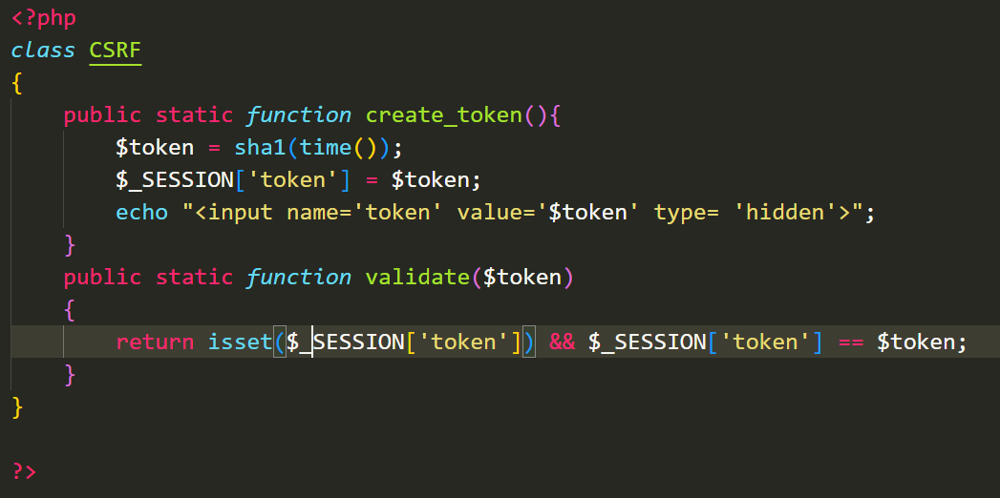 <?php
class CSRF
{
    public static function create_token(){
        $token = sha1(time());
        $_SESSION['token'] = $token;
        echo "<input name='token' value='$token' type= 'hidden'>";
    }
    public static function validate($token)
    {
        return isset($_SESSION['token']) && $_SESSION['token'] == $token;
    }
}
?>